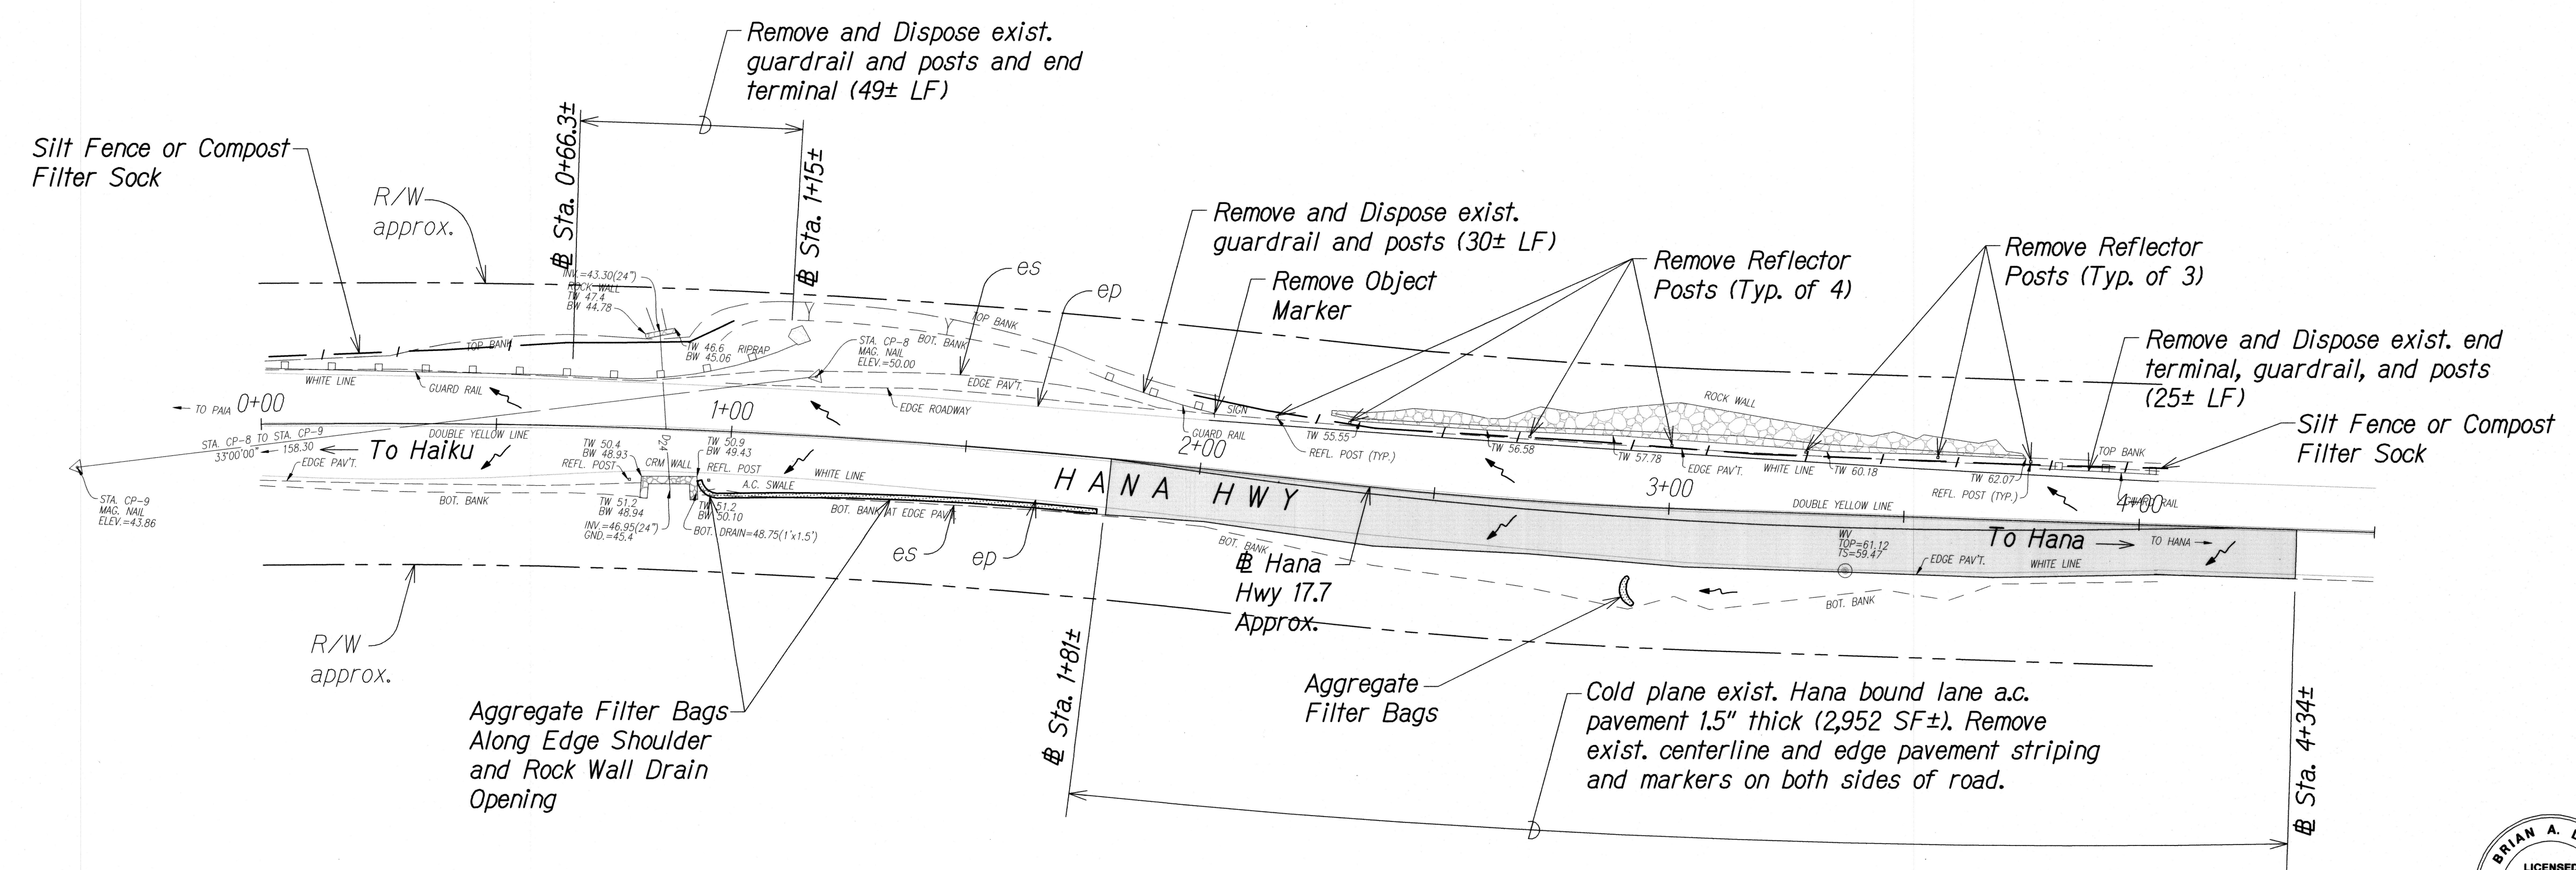 Remove and Dispose exist.
guardrail and posts and end
terminal (49± LF)
Silt Fence or Compost
Filter Sock
R/W
approx.
℄ Sta. 0+66.3±
℄ Sta. 1+15±
Remove and Dispose exist.
guardrail and posts (30± LF)
Remove Object
Marker
Remove Reflector
Posts (Typ. of 4)
Remove Reflector
Posts (Typ. of 3)
Remove and Dispose exist. end
terminal, guardrail, and posts
(25± LF)
Silt Fence or Compost
Filter Sock
es
ep
INV.=43.30(24")
ROCK WALL
TW 47.4
BW 44.78
TOP BANK
TW 46.6
BW 45.06
RIPRAP
STA. CP-8
MAG. NAIL
ELEV.=50.00
TOP BANK
BOT. BANK
EDGE PAV'T.
EDGE ROADWAY
WHITE LINE
GUARD RAIL
SIGN
GUARD RAIL
REFL. POST (TYP.)
TW 55.55
TW 56.58
TW 57.78
EDGE PAV'T.
WHITE LINE
TW 60.18
TW 62.07
REFL. POST (TYP.)
ROCK WALL
TOP BANK
GUARD RAIL
TO PAIA
0+00
1+00
2+00
3+00
4+00
STA. CP-8 TO STA. CP-9
33°00'00"
158.30
To Haiku
DOUBLE YELLOW LINE
EDGE PAV'T.
BOT. BANK
TW 50.4
BW 48.93
REFL. POST
CRM WALL
D24
TW 50.9
BW 49.43
REFL. POST
WHITE LINE
A.C. SWALE
BOT. BANK AT EDGE PAV'T.
TW 51.2
BW 48.94
TW 51.2
BW 50.10
INV.=46.95(24")
GND.=45.4
BOT. DRAIN=48.75(1'x1.5')
STA. CP-9
MAG. NAIL
ELEV.=43.86
HANA HWY
DOUBLE YELLOW LINE
WV
TOP=61.12
TS=59.47
To Hana
TO HANA
EDGE PAV'T.
WHITE LINE
BOT. BANK
BOT. BANK
es
ep
℄ Hana
Hwy 17.7
Approx.
R/W
approx.
Aggregate Filter Bags
Along Edge Shoulder
and Rock Wall Drain
Opening
℄ Sta. 1+81±
Aggregate
Filter Bags
Cold plane exist. Hana bound lane a.c.
pavement 1.5" thick (2,952 SF±). Remove
exist. centerline and edge pavement striping
and markers on both sides of road.
℄ Sta. 4+34±
BRIAN A.
LICENSED